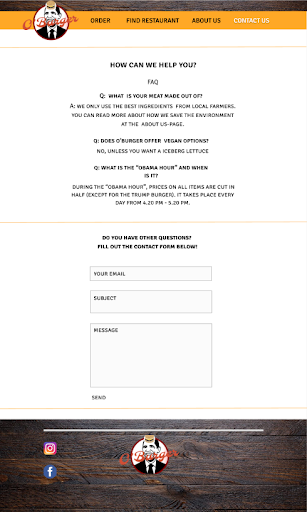 O'Burger
ORDER FIND RESTAURANT ABOUT US CONTACT US
HOW CAN WE HELP YOU?
FAQ
Q: WHAT IS YOUR MEAT MADE OUT OF?
A: WE ONLY USE THE BEST INGREDIENTS FROM LOCAL FARMERS.
YOU CAN READ MORE ABOUT HOW WE SAVE THE ENVIRONMENT
AT THE ABOUT US-PAGE.
Q: DOES O'BURGER OFFER VEGAN OPTIONS?
NO, UNLESS YOU WANT A ICEBERG LETTUCE
Q: WHAT IS THE "OBAMA HOUR" AND WHEN
IS IT?
DURING THE "OBAMA HOUR", PRICES ON ALL ITEMS ARE CUT IN
HALF (EXCEPT FOR THE TRUMP BURGER). IT TAKES PLACE EVERY
DAY FROM 4.20 PM - 5.20 PM.
DO YOU HAVE OTHER QUESTIONS?
FILL OUT THE CONTACT FORM BELOW!
YOUR EMAIL
SUBJECT
MESSAGE
SEND
O'Burger